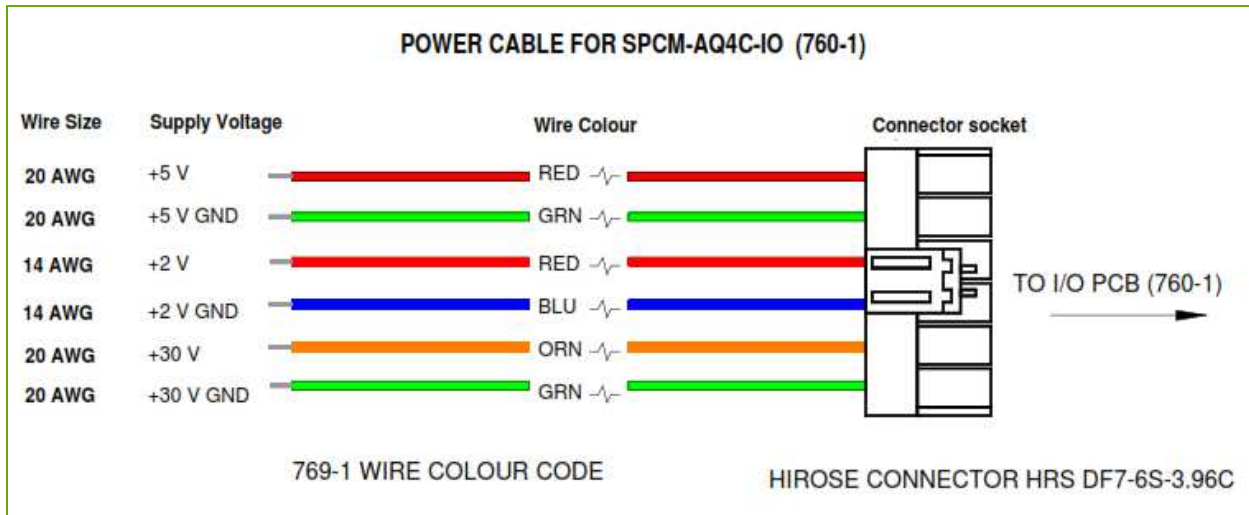 POWER CABLE FOR SPCM-AQ4C-IO (760-1)
Wire Size Supply Voltage Wire Colour Connector socket
20 AWG +5 V RED
20 AWG +5 V GND GRN
14 AWG +2 V RED
TO I/O PCB (760-1)
14 AWG +2 V GND BLU
20 AWG +30 V ORN
20 AWG +30 V GND GRN
769-1 WIRE COLOUR CODE
HIROSE CONNECTOR HRS DF7-6S-3.96C